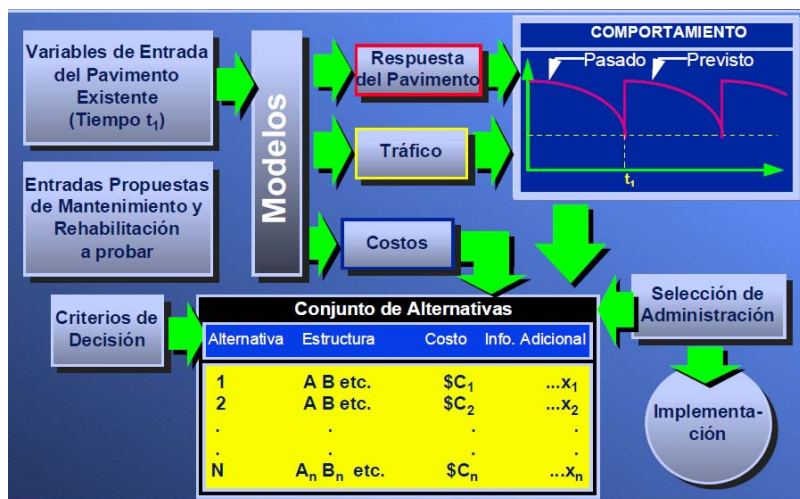 Variables de Entrada
del Pavimento
Existente
(Tiempo t₁)
Entradas Propuestas
de Mantenimiento y
Rehabilitación
a probar
Modelos
Respuesta
del Pavimento
Tráfico
Costos
COMPORTAMIENTO
Pasado
Previsto
t₁
Criterios de
Decisión
Conjunto de Alternativas
Alternativa Estructura Costo Info. Adicional
1 A B etc. $C₁ ...x₁
2 A B etc. $C₂ ...x₂
. . . .
. . . .
N Aₙ Bₙ etc. $Cₙ ...xₙ
Selección de
Administración
Implementa-
ción